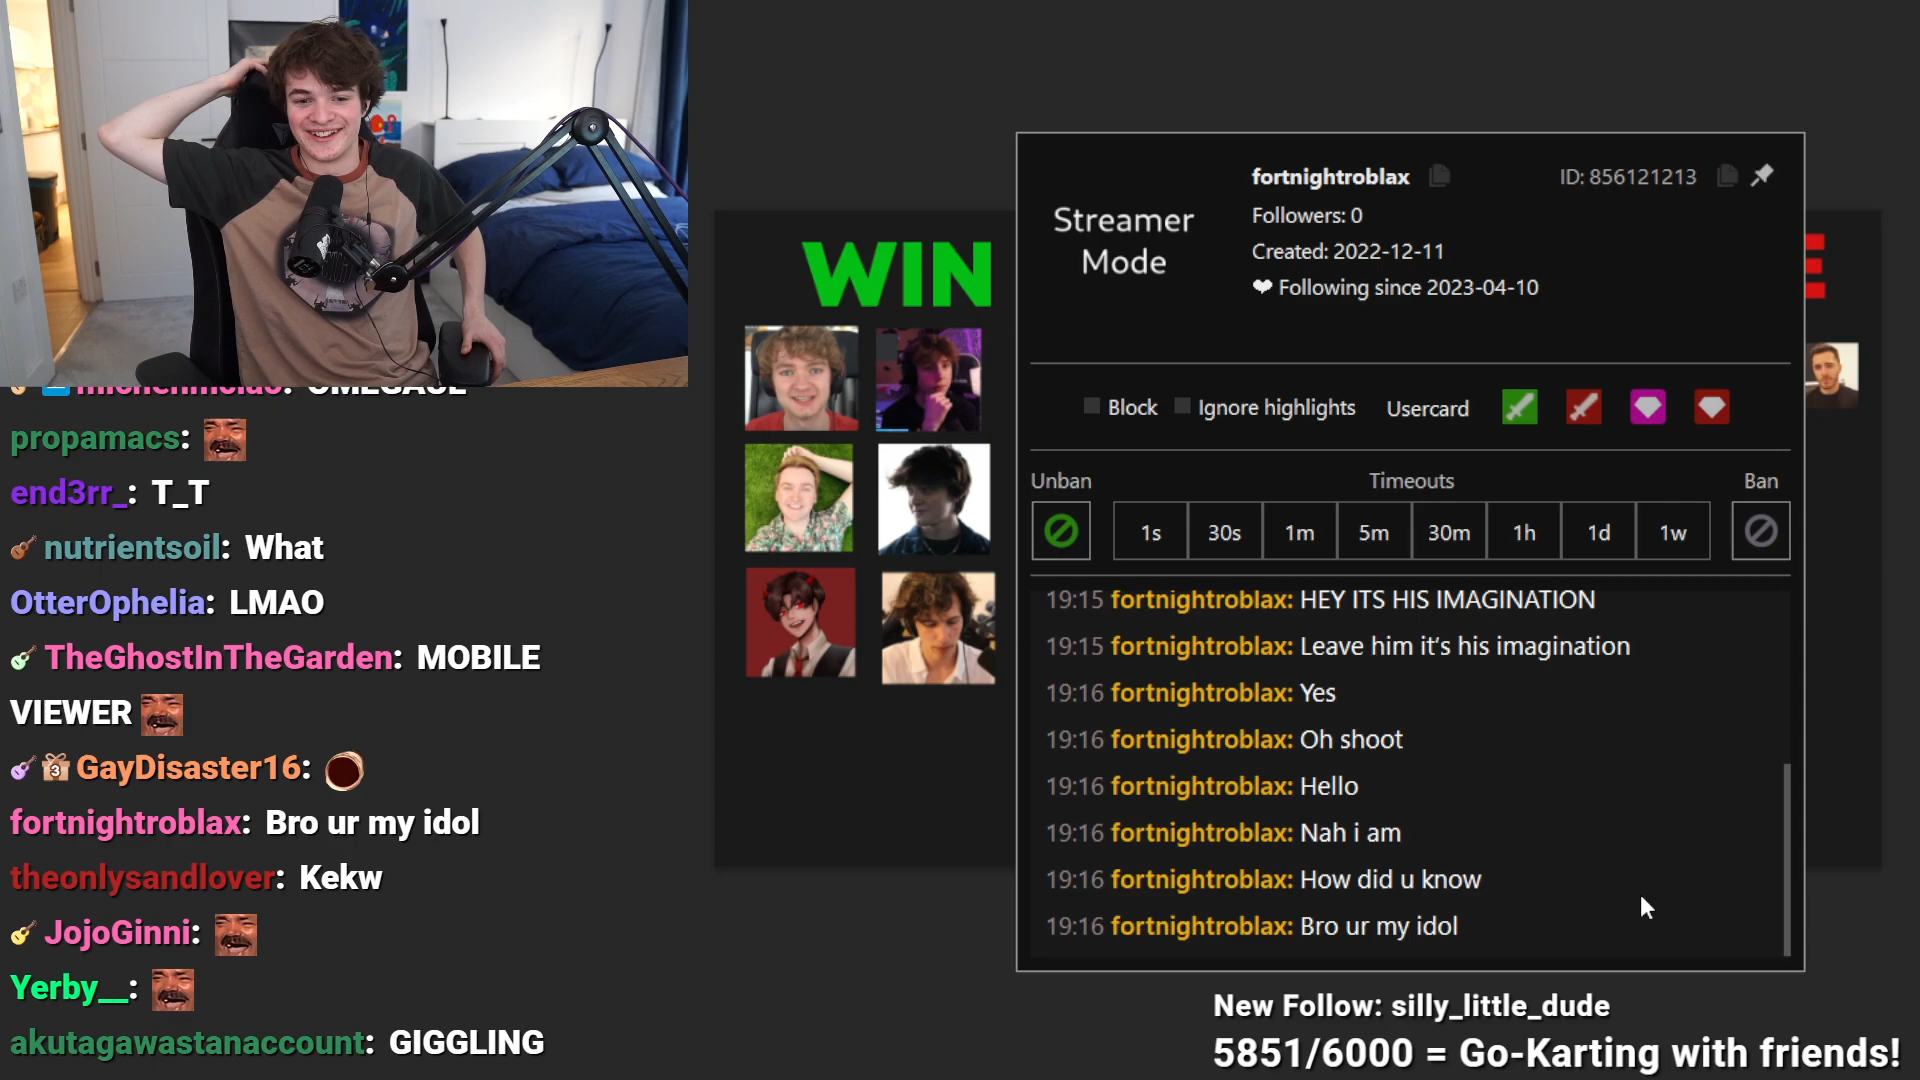 propamacs:
end3rr_: T_T
nutrientsoil: What
OtterOphelia: LMAO
TheGhostInTheGarden: MOBILE
VIEWER
3 GayDisaster16:
fortnightroblax: Bro ur my idol
theonlysandlover: Kekw
JojoGinni:
Yerby__:
akutagawastanaccount: GIGGLING
WIN
E
Streamer
Mode
fortnightroblax
ID: 856121213
Followers: 0
Created: 2022-12-11
Following since 2023-04-10
Block
Ignore highlights
Usercard
Unban
Timeouts
Ban
1s 30s 1m 5m 30m 1h 1d 1w
19:15 fortnightroblax: HEY ITS HIS IMAGINATION
19:15 fortnightroblax: Leave him it's his imagination
19:16 fortnightroblax: Yes
19:16 fortnightroblax: Oh shoot
19:16 fortnightroblax: Hello
19:16 fortnightroblax: Nah i am
19:16 fortnightroblax: How did u know
19:16 fortnightroblax: Bro ur my idol
New Follow: silly_little_dude
5851/6000 = Go-Karting with friends!